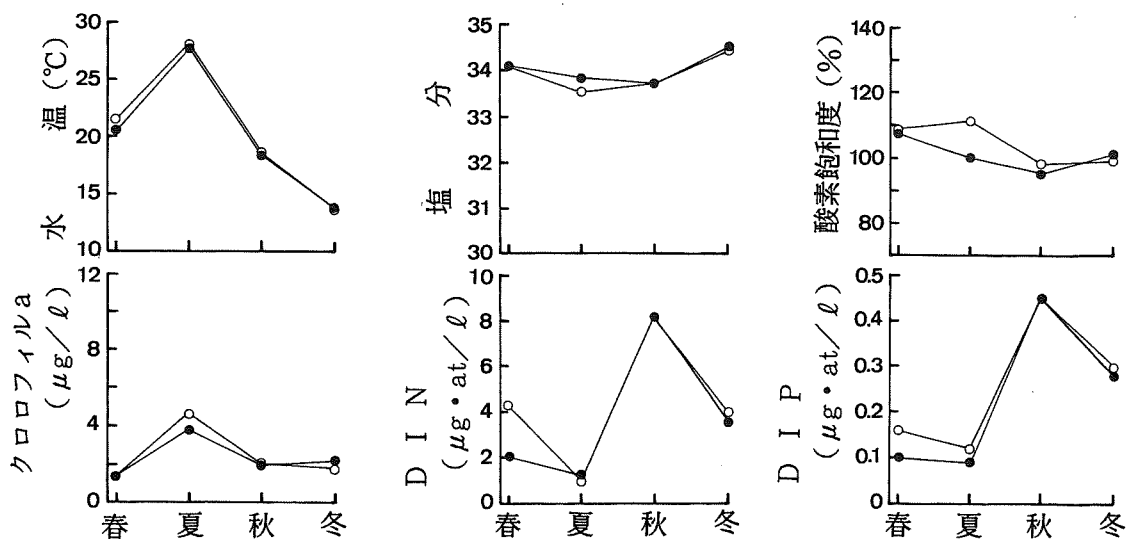 水温 (℃)
30
25
20
15
10
塩分
35
34
33
32
31
30
酸素飽和度 (%)
140
120
100
80
クロロフィルa
(μg/ℓ)
12
8
4
0
春 夏 秋 冬
DIN
(μg・at/ℓ)
10
8
6
4
2
0
春 夏 秋 冬
DIP
(μg・at/ℓ)
0.5
0.4
0.3
0.2
0.1
0
春 夏 秋 冬